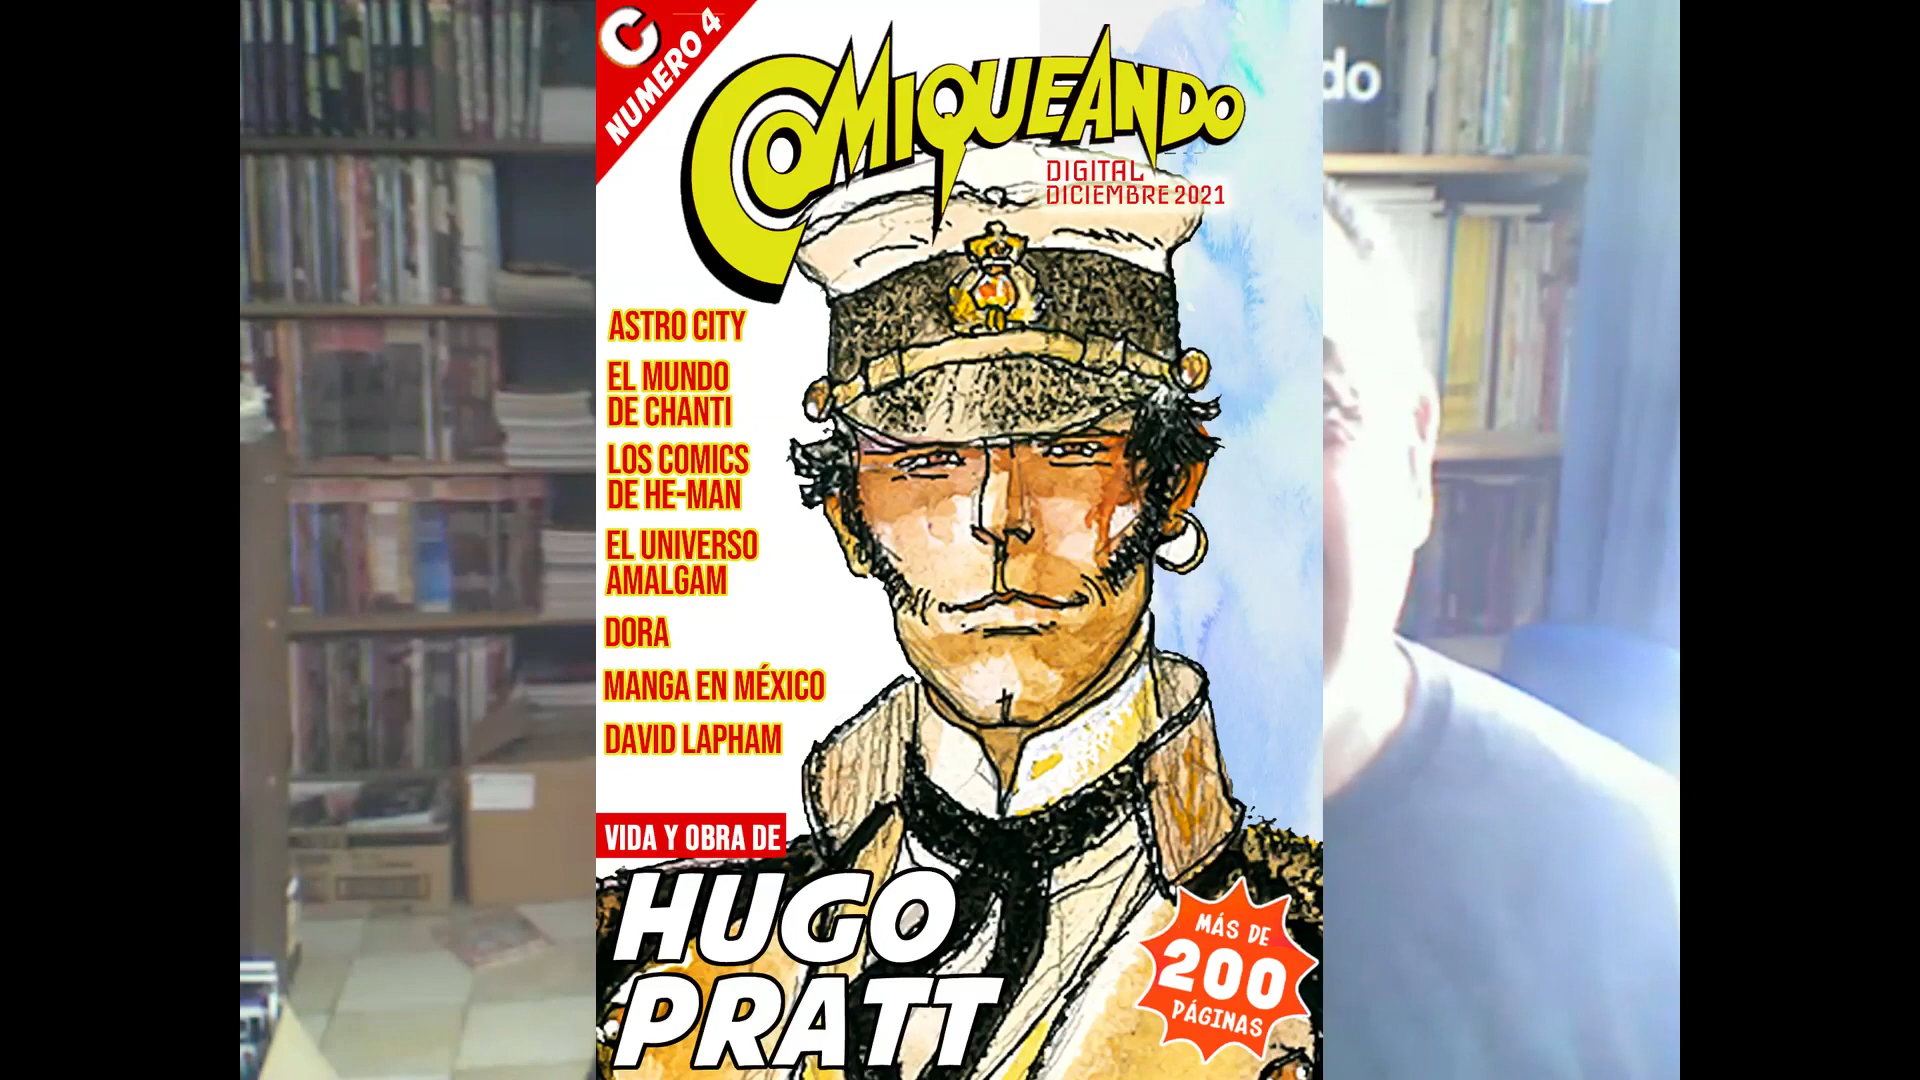 NUMERO 4
COMIQUEANDO
DIGITAL
DICIEMBRE 2021
do
ASTRO CITY
EL MUNDO
DE CHANTI
LOS COMICS
DE HE-MAN
EL UNIVERSO
AMALGAM
DORA
MANGA EN MÉXICO
DAVID LAPHAM
VIDA Y OBRA DE
HUGO
PRATT
MÁS DE
200
PÁGINAS